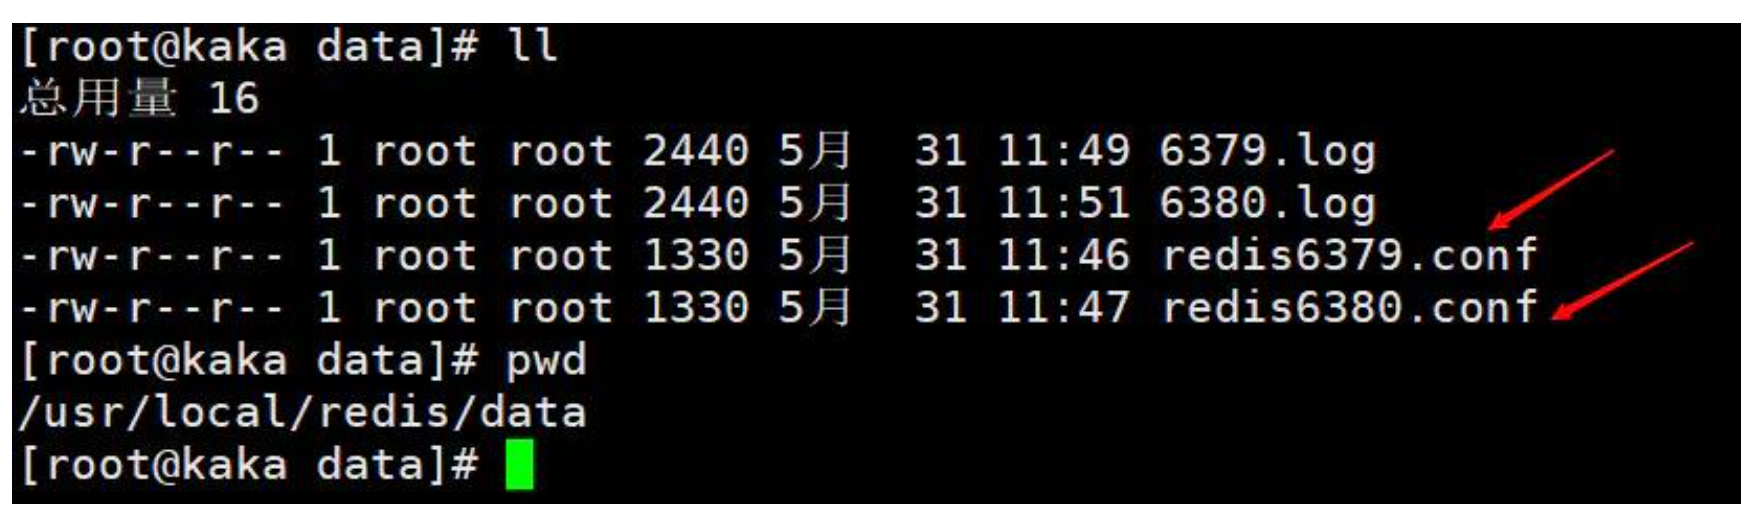 [root@kaka data]# ll
总用量 16
-rw-r--r-- 1 root root 2440 5月  31 11:49 6379.log
-rw-r--r-- 1 root root 2440 5月  31 11:51 6380.log
-rw-r--r-- 1 root root 1330 5月  31 11:46 redis6379.conf
-rw-r--r-- 1 root root 1330 5月  31 11:47 redis6380.conf
[root@kaka data]# pwd
/usr/local/redis/data
[root@kaka data]#